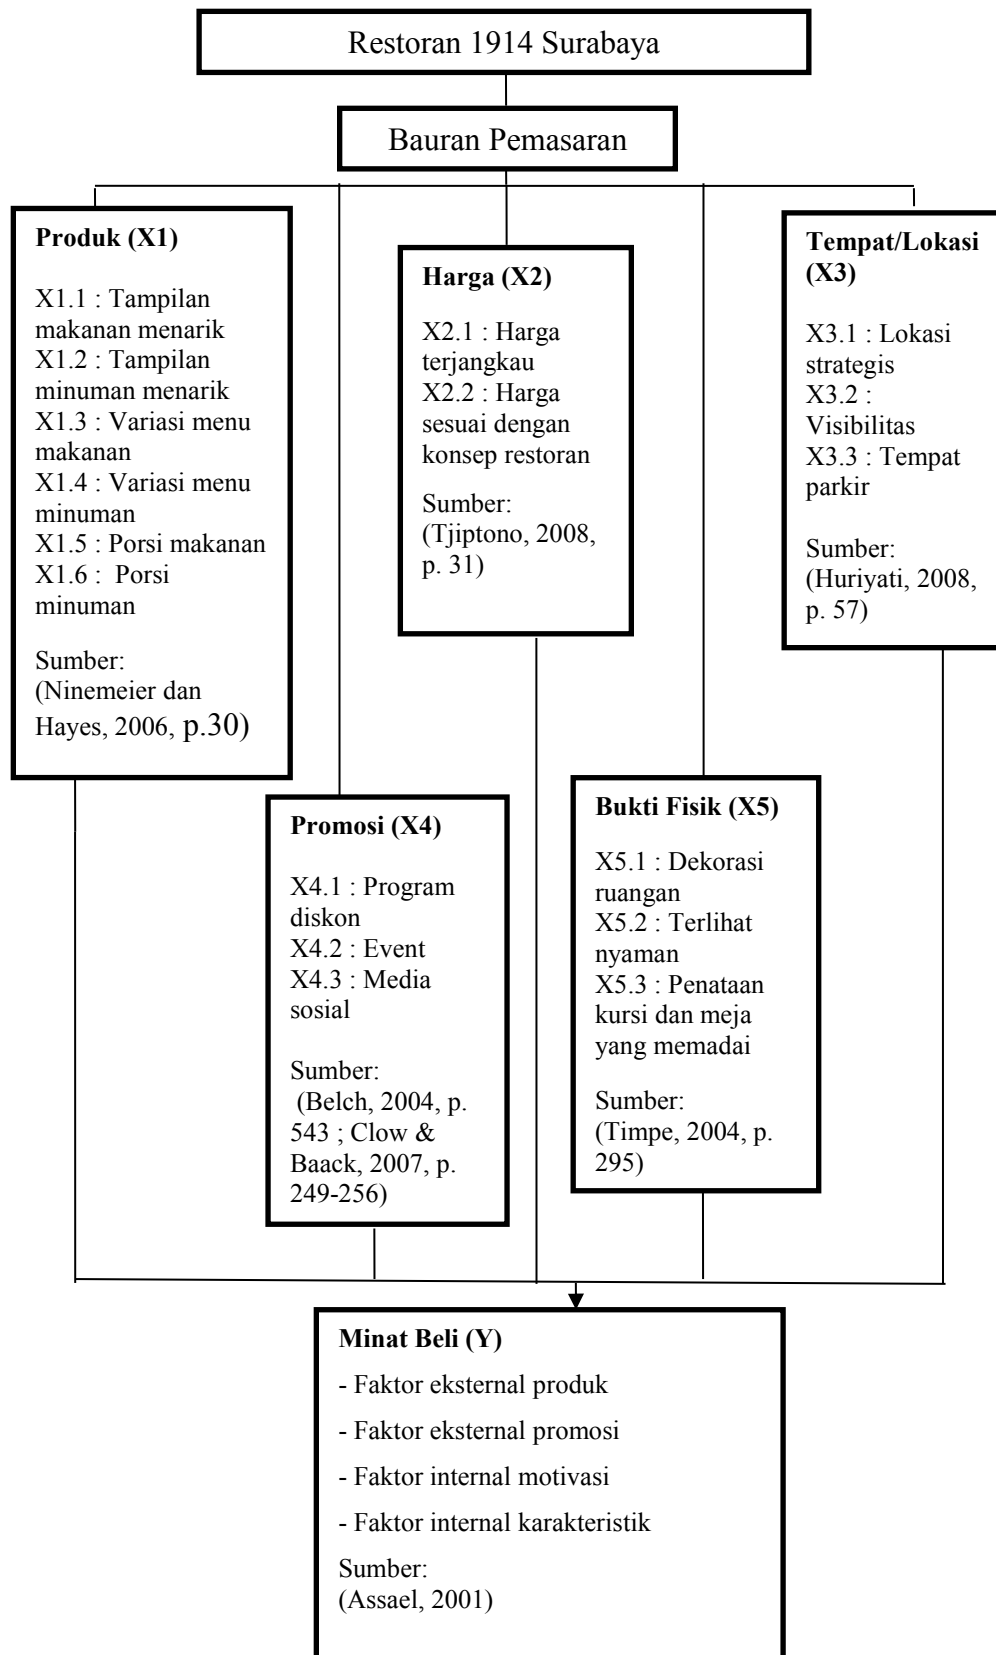 Restoran 1914 Surabaya
Bauran Pemasaran
Produk (X1)
X1.1 : Tampilan
makanan menarik
X1.2 : Tampilan
minuman menarik
X1.3 : Variasi menu
makanan
X1.4 : Variasi menu
minuman
X1.5 : Porsi makanan
X1.6 :  Porsi
minuman
Sumber:
(Ninemeier dan
Hayes, 2006, p.30)
Harga (X2)
X2.1 : Harga
terjangkau
X2.2 : Harga
sesuai dengan
konsep restoran
Sumber:
(Tjiptono, 2008,
p. 31)
Tempat/Lokasi
(X3)
X3.1 : Lokasi
strategis
X3.2 :
Visibilitas
X3.3 : Tempat
parkir
Sumber:
(Huriyati, 2008,
p. 57)
Promosi (X4)
X4.1 : Program
diskon
X4.2 : Event
X4.3 : Media
sosial
Sumber:
(Belch, 2004, p.
543 ; Clow &
Baack, 2007, p.
249-256)
Bukti Fisik (X5)
X5.1 : Dekorasi
ruangan
X5.2 : Terlihat
nyaman
X5.3 : Penataan
kursi dan meja
yang memadai
Sumber:
(Timpe, 2004, p.
295)
Minat Beli (Y)
- Faktor eksternal produk
- Faktor eksternal promosi
- Faktor internal motivasi
- Faktor internal karakteristik
Sumber:
(Assael, 2001)